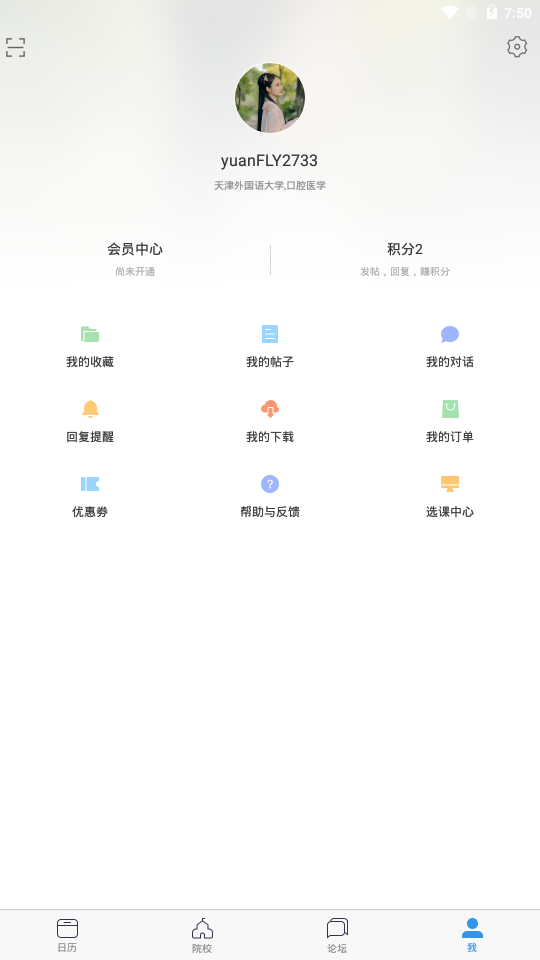 7:50
yuanFLY2733
天津外国语大学,口腔医学
会员中心
积分2
尚未开通
发帖，回复，赚积分
我的收藏
我的帖子
我的对话
回复提醒
我的下载
我的订单
优惠券
帮助与反馈
选课中心
日历
院校
论坛
我